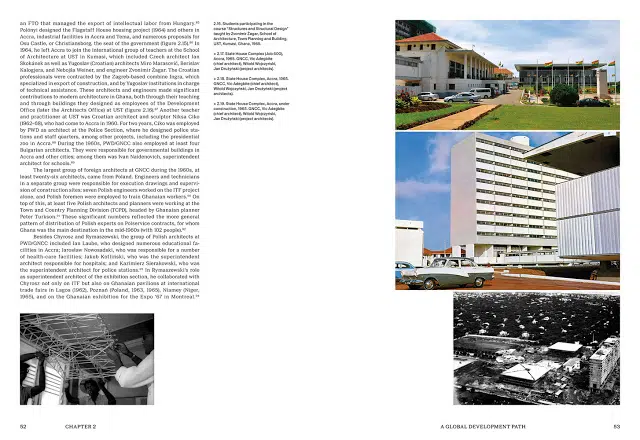 an FTO that managed the export of intellectual labor from Hungary.
Polónyi designed the Flagstaff House housing project (1964) and others in
Accra, industrial facilities in Accra and Tema, and numerous proposals for
Osu Castle, or Christiansborg, the seat of the government (figure 2.15). In
1964, he left Accra to join the international group of teachers at the School
of Architecture at UST in Kumasi, which included Czech architect Jan
Skokánek as well as Yugoslav (Croatian) architects Miro Marasović, Berislav
Kalogjera, and Nebojša Weiner, and engineer Zvonimir Žagar. The Croatian
professionals were contracted by the Zagreb-based combine Ingra, which
specialized in export of construction, and by Yugoslav institutions in charge
of technical assistance. These architects and engineers made significant
contributions to modern architecture in Ghana, both through their teaching
and through buildings they designed as employees of the Development
Office (later the Architects Office) at UST (figure 2.16). Another teacher
and practitioner at UST was Croatian architect and sculptor Niksa Ciko
(1962–68), who had come to Accra in 1960. For two years, Ciko was employed
by PWD as architect at the Police Section, where he designed police sta-
tions and staff quarters, among other projects, including the presidential
zoo in Accra. During the 1960s, PWD/GNCC also employed at least four
Bulgarian architects. They were responsible for governmental buildings in
Accra and other cities; among them was Ivan Naidenovich, superintendent
architect for schools.
The largest group of foreign architects at GNCC during the 1960s, at
least twenty-six architects, came from Poland. Engineers and technicians
in a separate group were responsible for execution drawings and supervi-
sion of construction sites: seven Polish engineers worked on the ITF project
alone, and Polish foremen were employed to train Ghanaian workers. On
top of this, at least five Polish architects and planners were working at the
Town and Country Planning Division (TCPD), headed by Ghanaian planner
Peter Turkson. These significant numbers reflected the more general
pattern of distribution of Polish experts on Polservice contracts, for whom
Ghana was the main destination in the mid-1960s (with 102 people).
Besides Chyrosz and Rymaszewski, the group of Polish architects at
PWD/GNCC included Jan Laube, who designed numerous educational fa-
cilities in Accra; Jarosław Nowosadski, who was responsible for a number
of health-care facilities; Jakub Kotliński, who was the superintendent
architect responsible for hospitals; and Karimierz Sierakowski, who was
the superintendent architect for police stations. In Rymaszewski's role
as superintendent architect of the exhibition section, he collaborated with
Chyrosz not only on ITF but also on Ghanaian pavilions at international
trade fairs in Lagos (1962), Poznań (Poland, 1963, 1965), Niamey (Niger,
1965), and on the Ghanaian exhibition for the Expo '67 in Montreal.
2.16. Students participating in the
course "Structures and Structural Design"
taught by Zvonimir Žagar, School of
Architecture, Town Planning and Building,
UST, Kumasi, Ghana, 1965.
2.17. State House Complex (Job 600),
Accra, 1965. GNCC, Vic Adegbite
(chief architect), Witold Wojczyński,
Jan Drużyński (project architects).
2.18. State House Complex, Accra, 1965.
GNCC, Vic Adegbite (chief architect),
Witold Wojczyński, Jan Drużyński (project
architects).
2.19. State House Complex, Accra, under
construction, 1965. GNCC, Vic Adegbite
(chief architect), Witold Wojczyński,
Jan Drużyński (project architects).
52
CHAPTER 2
A GLOBAL DEVELOPMENT PATH
53